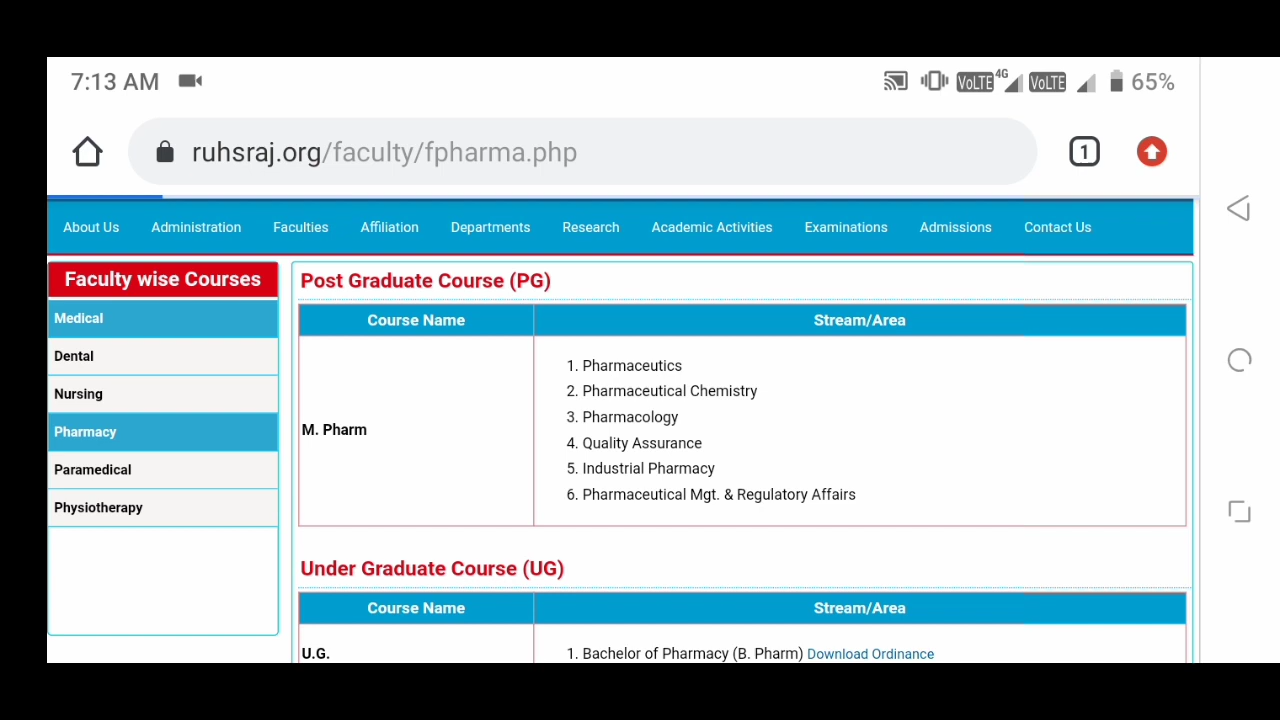 7:13 AM VoLTE 4G VoLTE 65%
ruhsraj.org/faculty/fpharma.php 1
About Us Administration Faculties Affiliation Departments Research Academic Activities Examinations Admissions Contact Us
Faculty wise Courses
Medical
Dental
Nursing
Pharmacy
Paramedical
Physiotherapy
Post Graduate Course (PG)
Course Name Stream/Area
M. Pharm
1. Pharmaceutics
2. Pharmaceutical Chemistry
3. Pharmacology
4. Quality Assurance
5. Industrial Pharmacy
6. Pharmaceutical Mgt. & Regulatory Affairs
Under Graduate Course (UG)
Course Name Stream/Area
U.G. 1. Bachelor of Pharmacy (B. Pharm) Download Ordinance